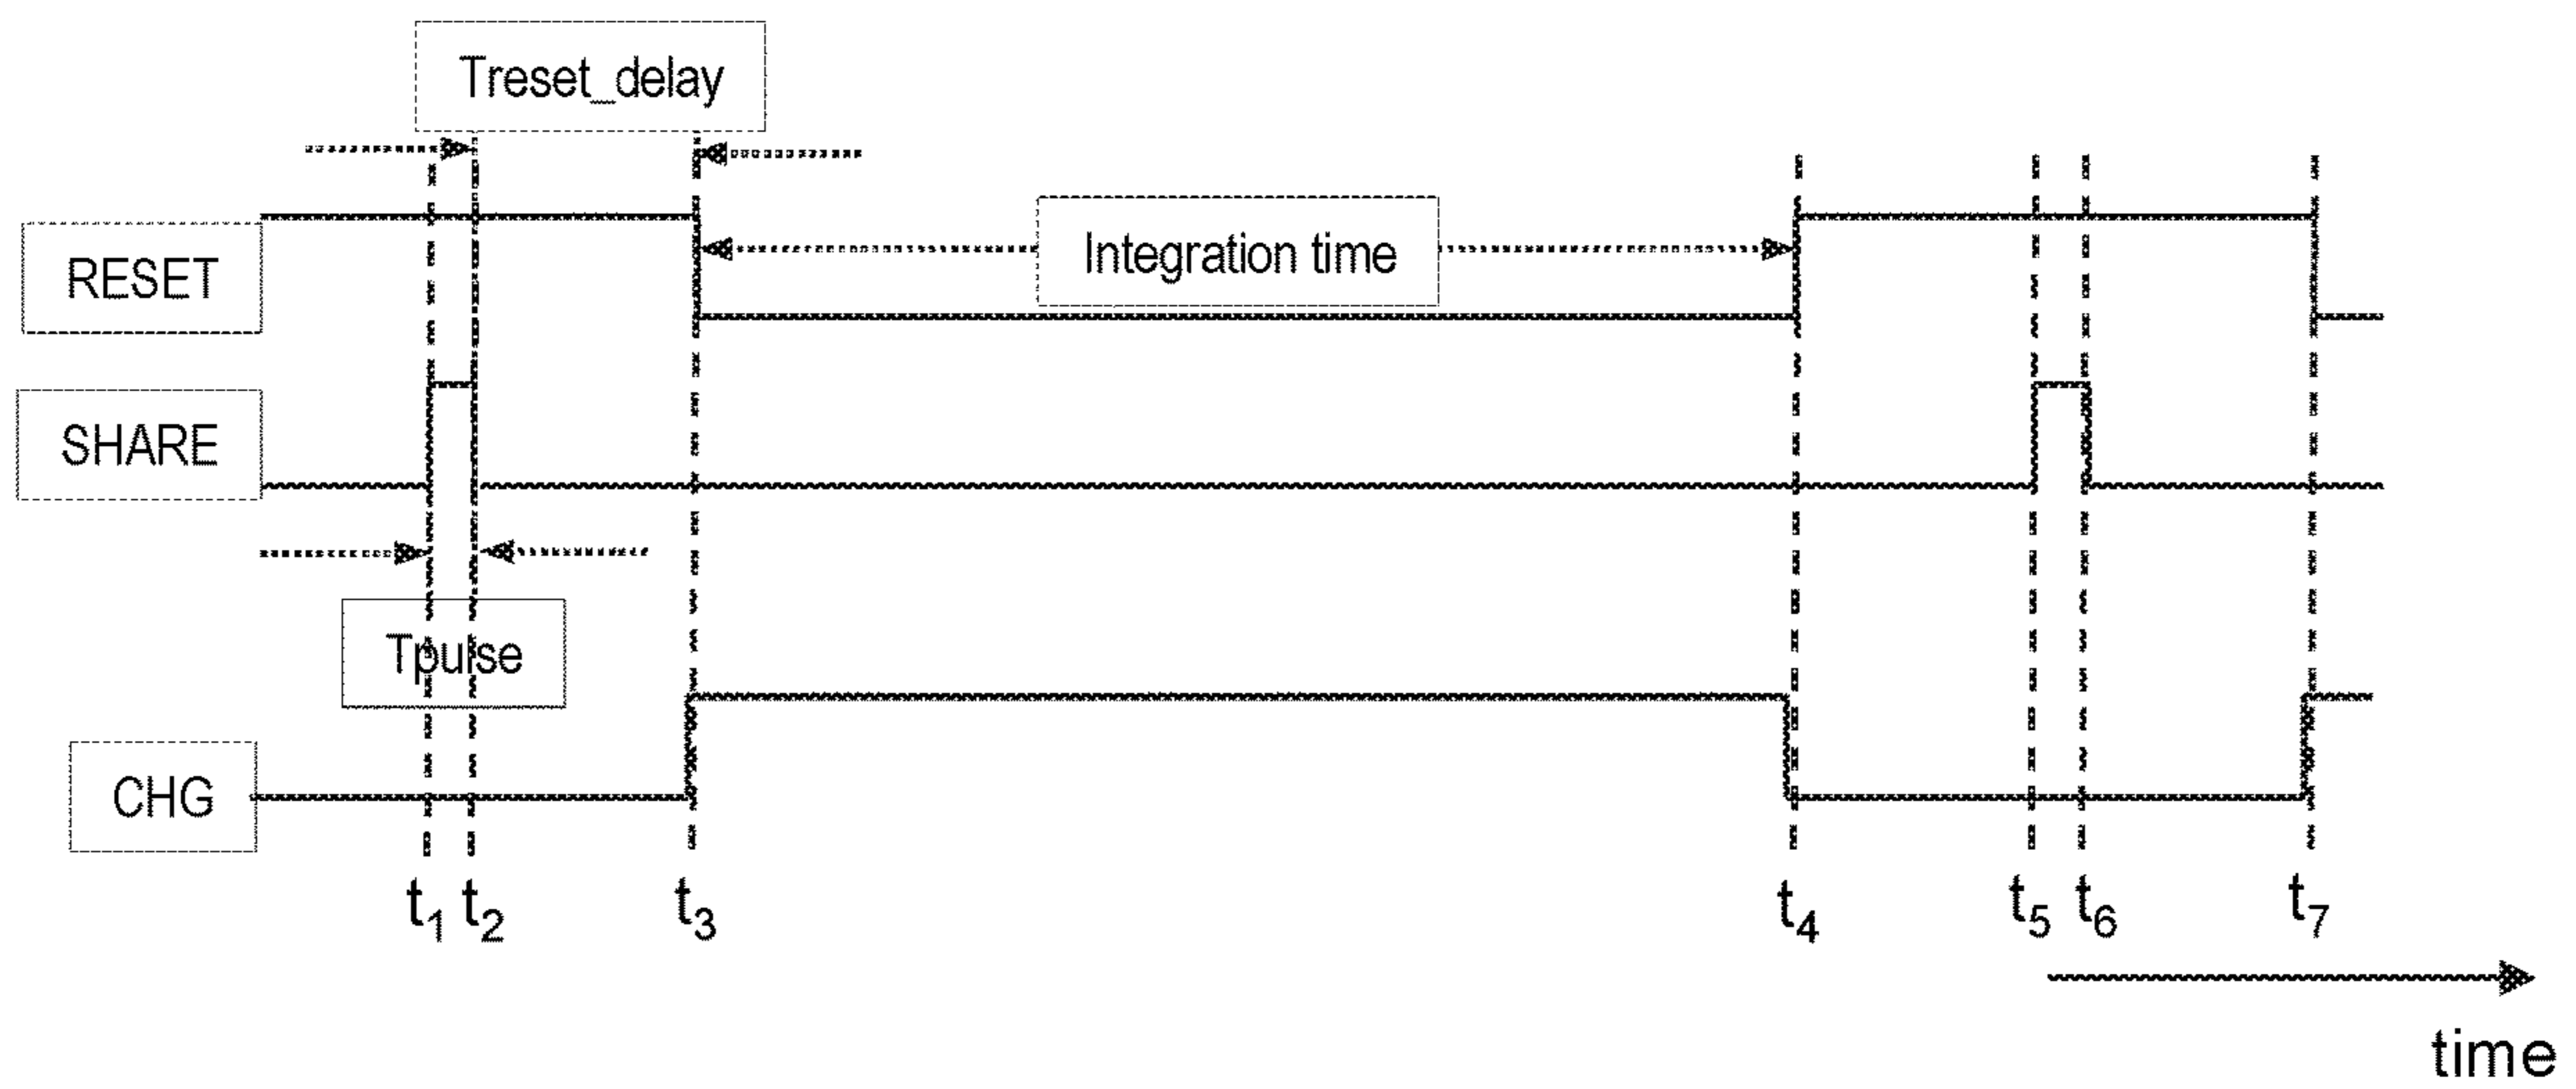 Treset_delay
RESET
Integration time
SHARE
Tpulse
CHG
t1 t2 t3 t4 t5 t6 t7
time